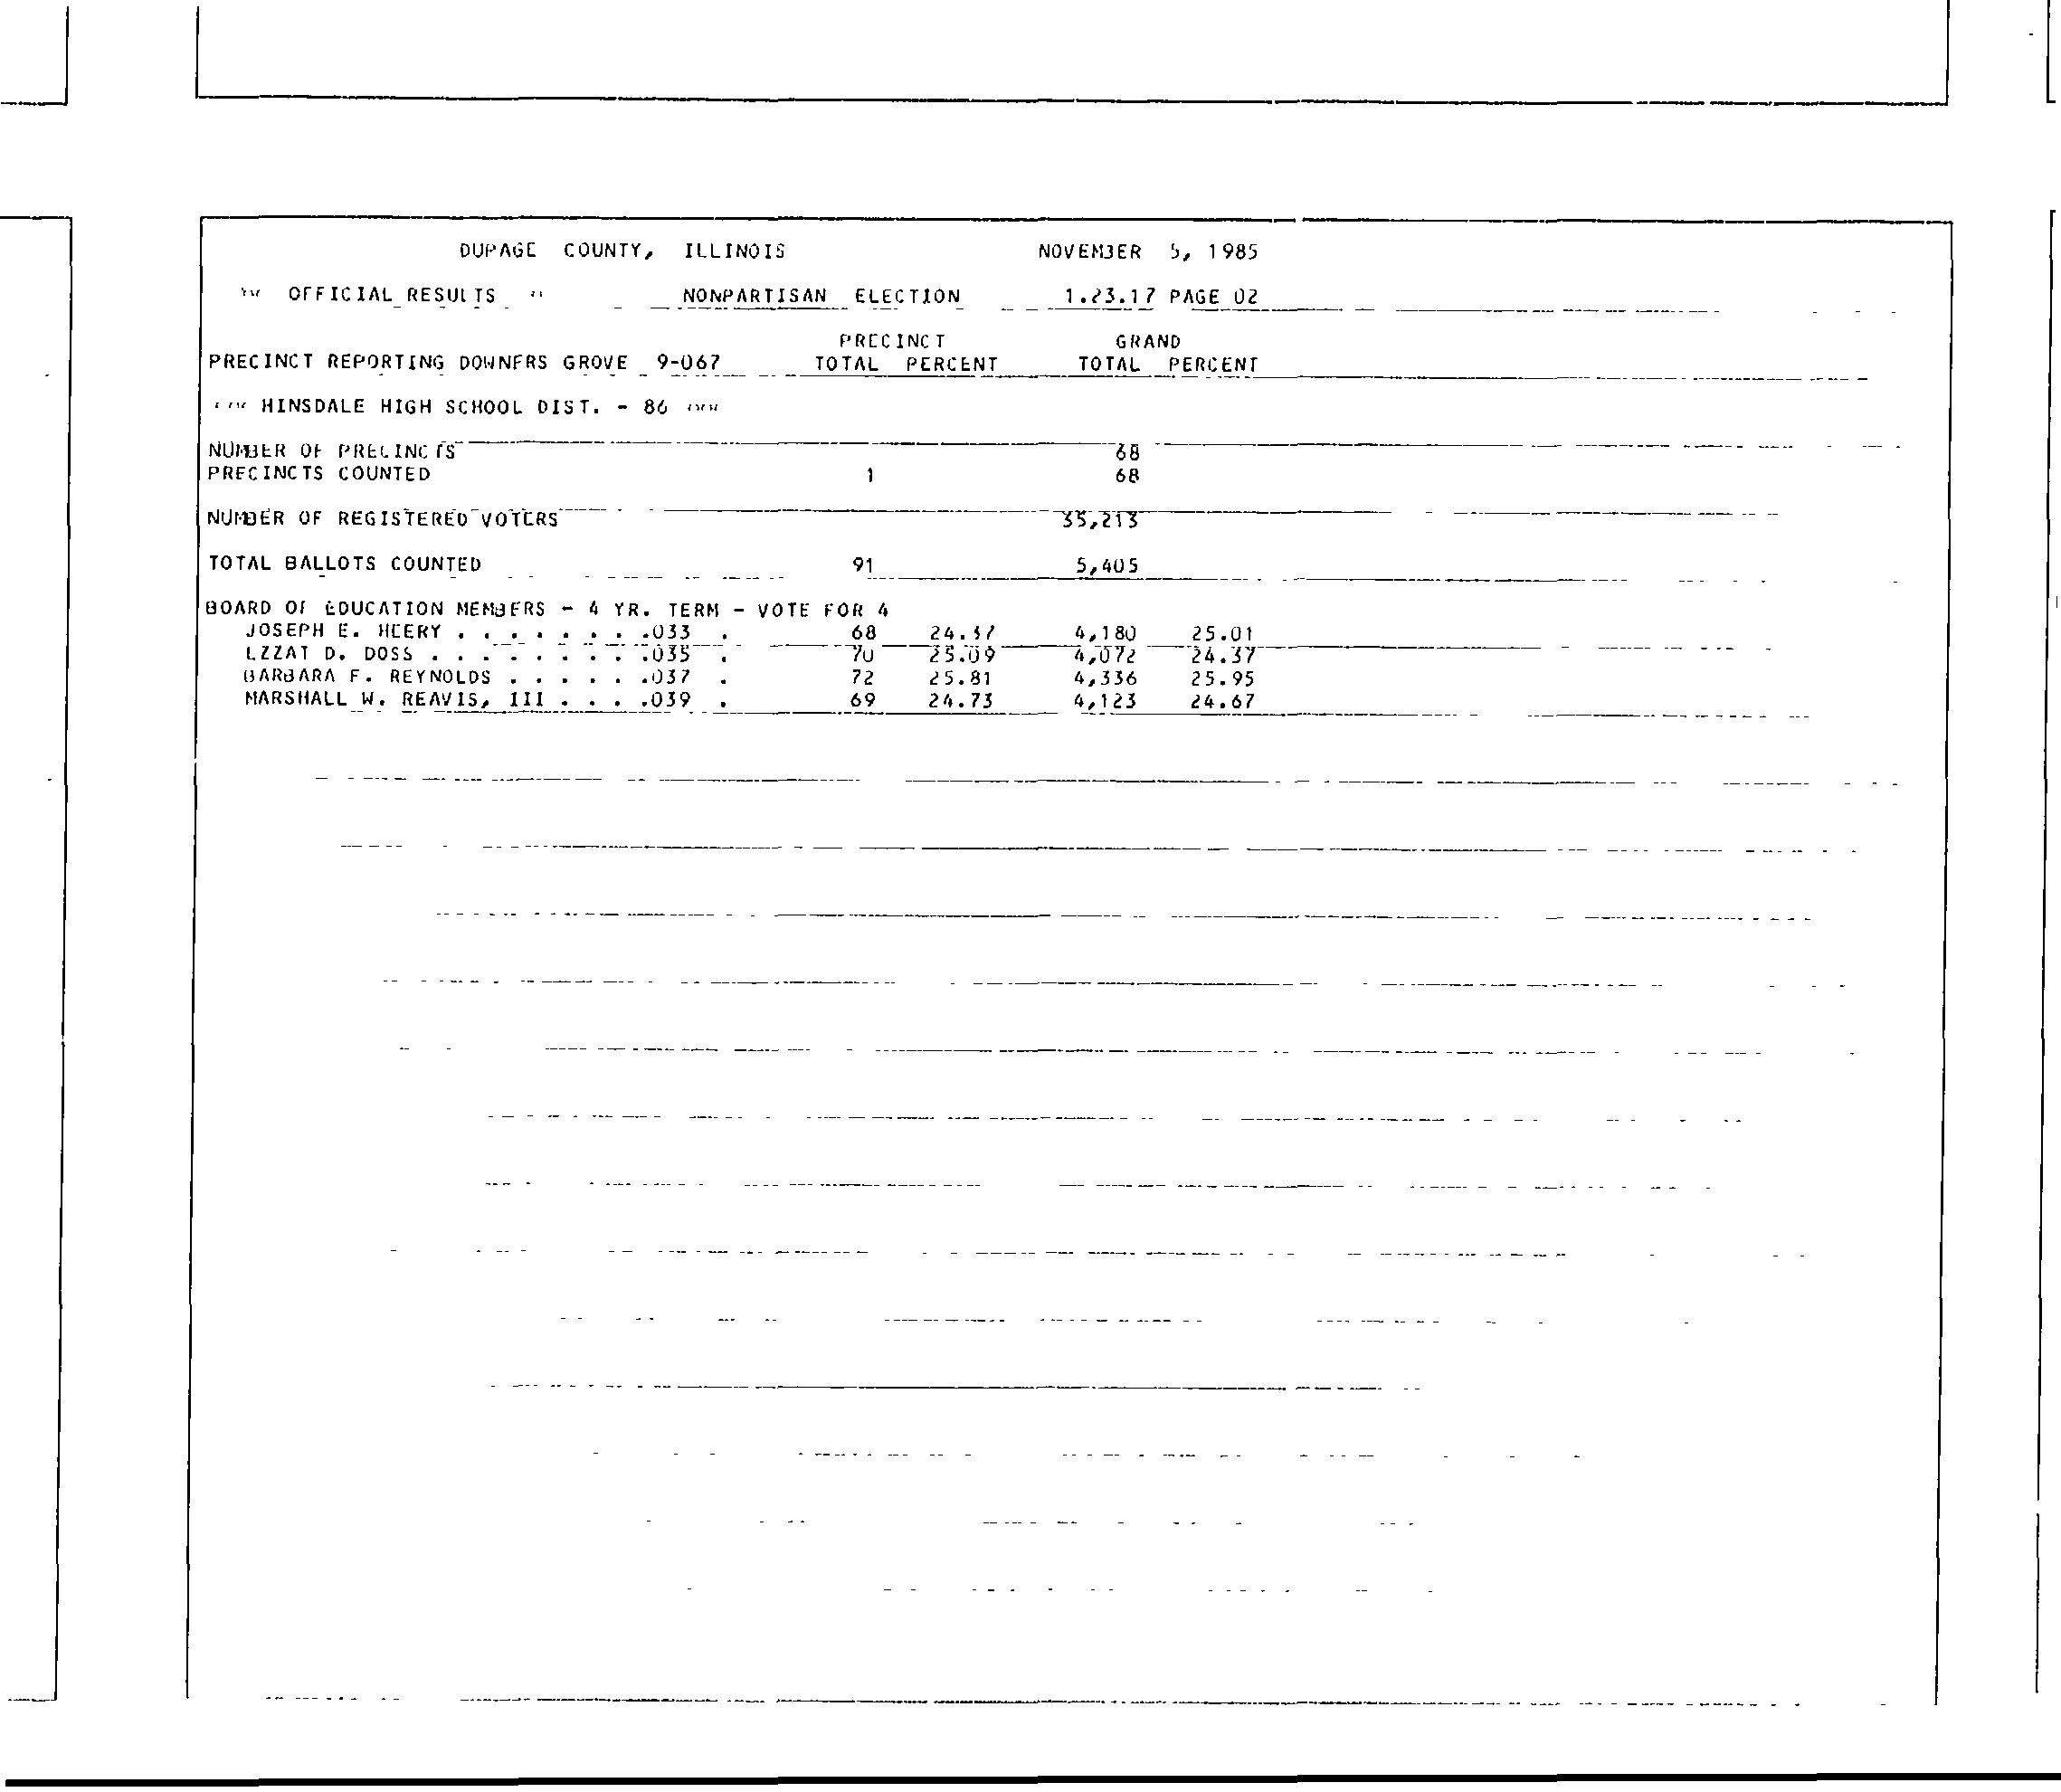 DUPAGE COUNTY, ILLINOIS NOVEMBER 5, 1985
** OFFICIAL RESULTS ** NONPARTISAN ELECTION 1.23.17 PAGE 02
PRECINCT GRAND
PRECINCT REPORTING DOWNERS GROVE 9-067 TOTAL PERCENT TOTAL PERCENT
*** HINSDALE HIGH SCHOOL DIST. - 86 ***
NUMBER OF PRECINCTS 68
PRECINCTS COUNTED 1 68
NUMBER OF REGISTERED VOTERS 35,213
TOTAL BALLOTS COUNTED 91 5,405
BOARD OF EDUCATION MEMBERS - 4 YR. TERM - VOTE FOR 4
JOSEPH E. HEERY . . . . . . . .033 . 68 24.37 4,180 25.01
EZZAT D. DOSS . . . . . . . . .035 . 70 25.09 4,072 24.37
BARBARA F. REYNOLDS . . . . . .037 . 72 25.81 4,336 25.95
MARSHALL W. REAVIS, III . . . .039 . 69 24.73 4,123 24.67